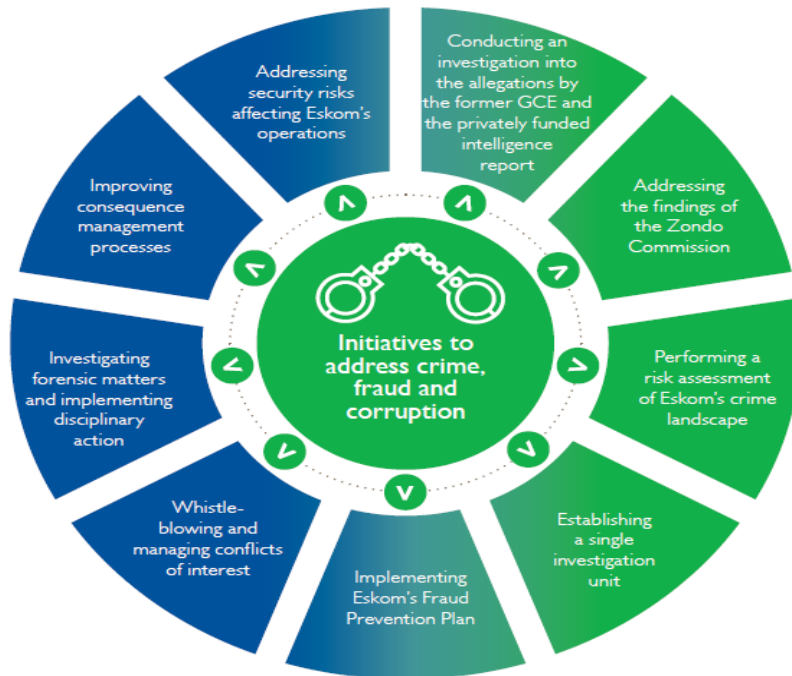 Initiatives to
address crime,
fraud and
corruption
Conducting an
investigation into
the allegations by
the former GCE and
the privately funded
intelligence
report
Addressing
the findings of
the Zondo
Commission
Performing a
risk assessment
of Eskom's crime
landscape
Establishing
a single
investigation
unit
Implementing
Eskom's Fraud
Prevention Plan
Whistle-
blowing and
managing conflicts
of interest
Investigating
forensic matters
and implementing
disciplinary
action
Improving
consequence
management
processes
Addressing
security risks
affecting Eskom's
operations